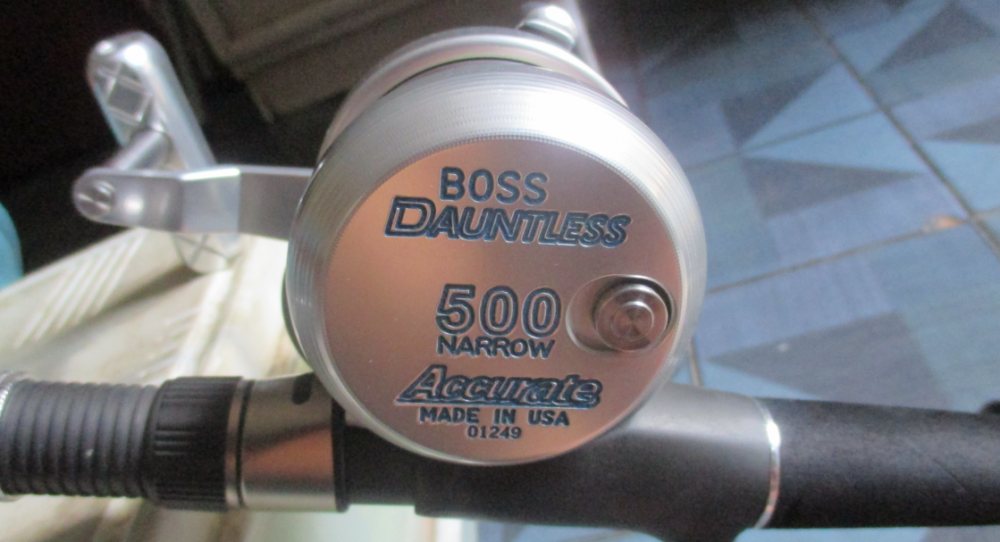 BOSS
DAUNTLESS
500
NARROW
Accurate
MADE IN USA
01249